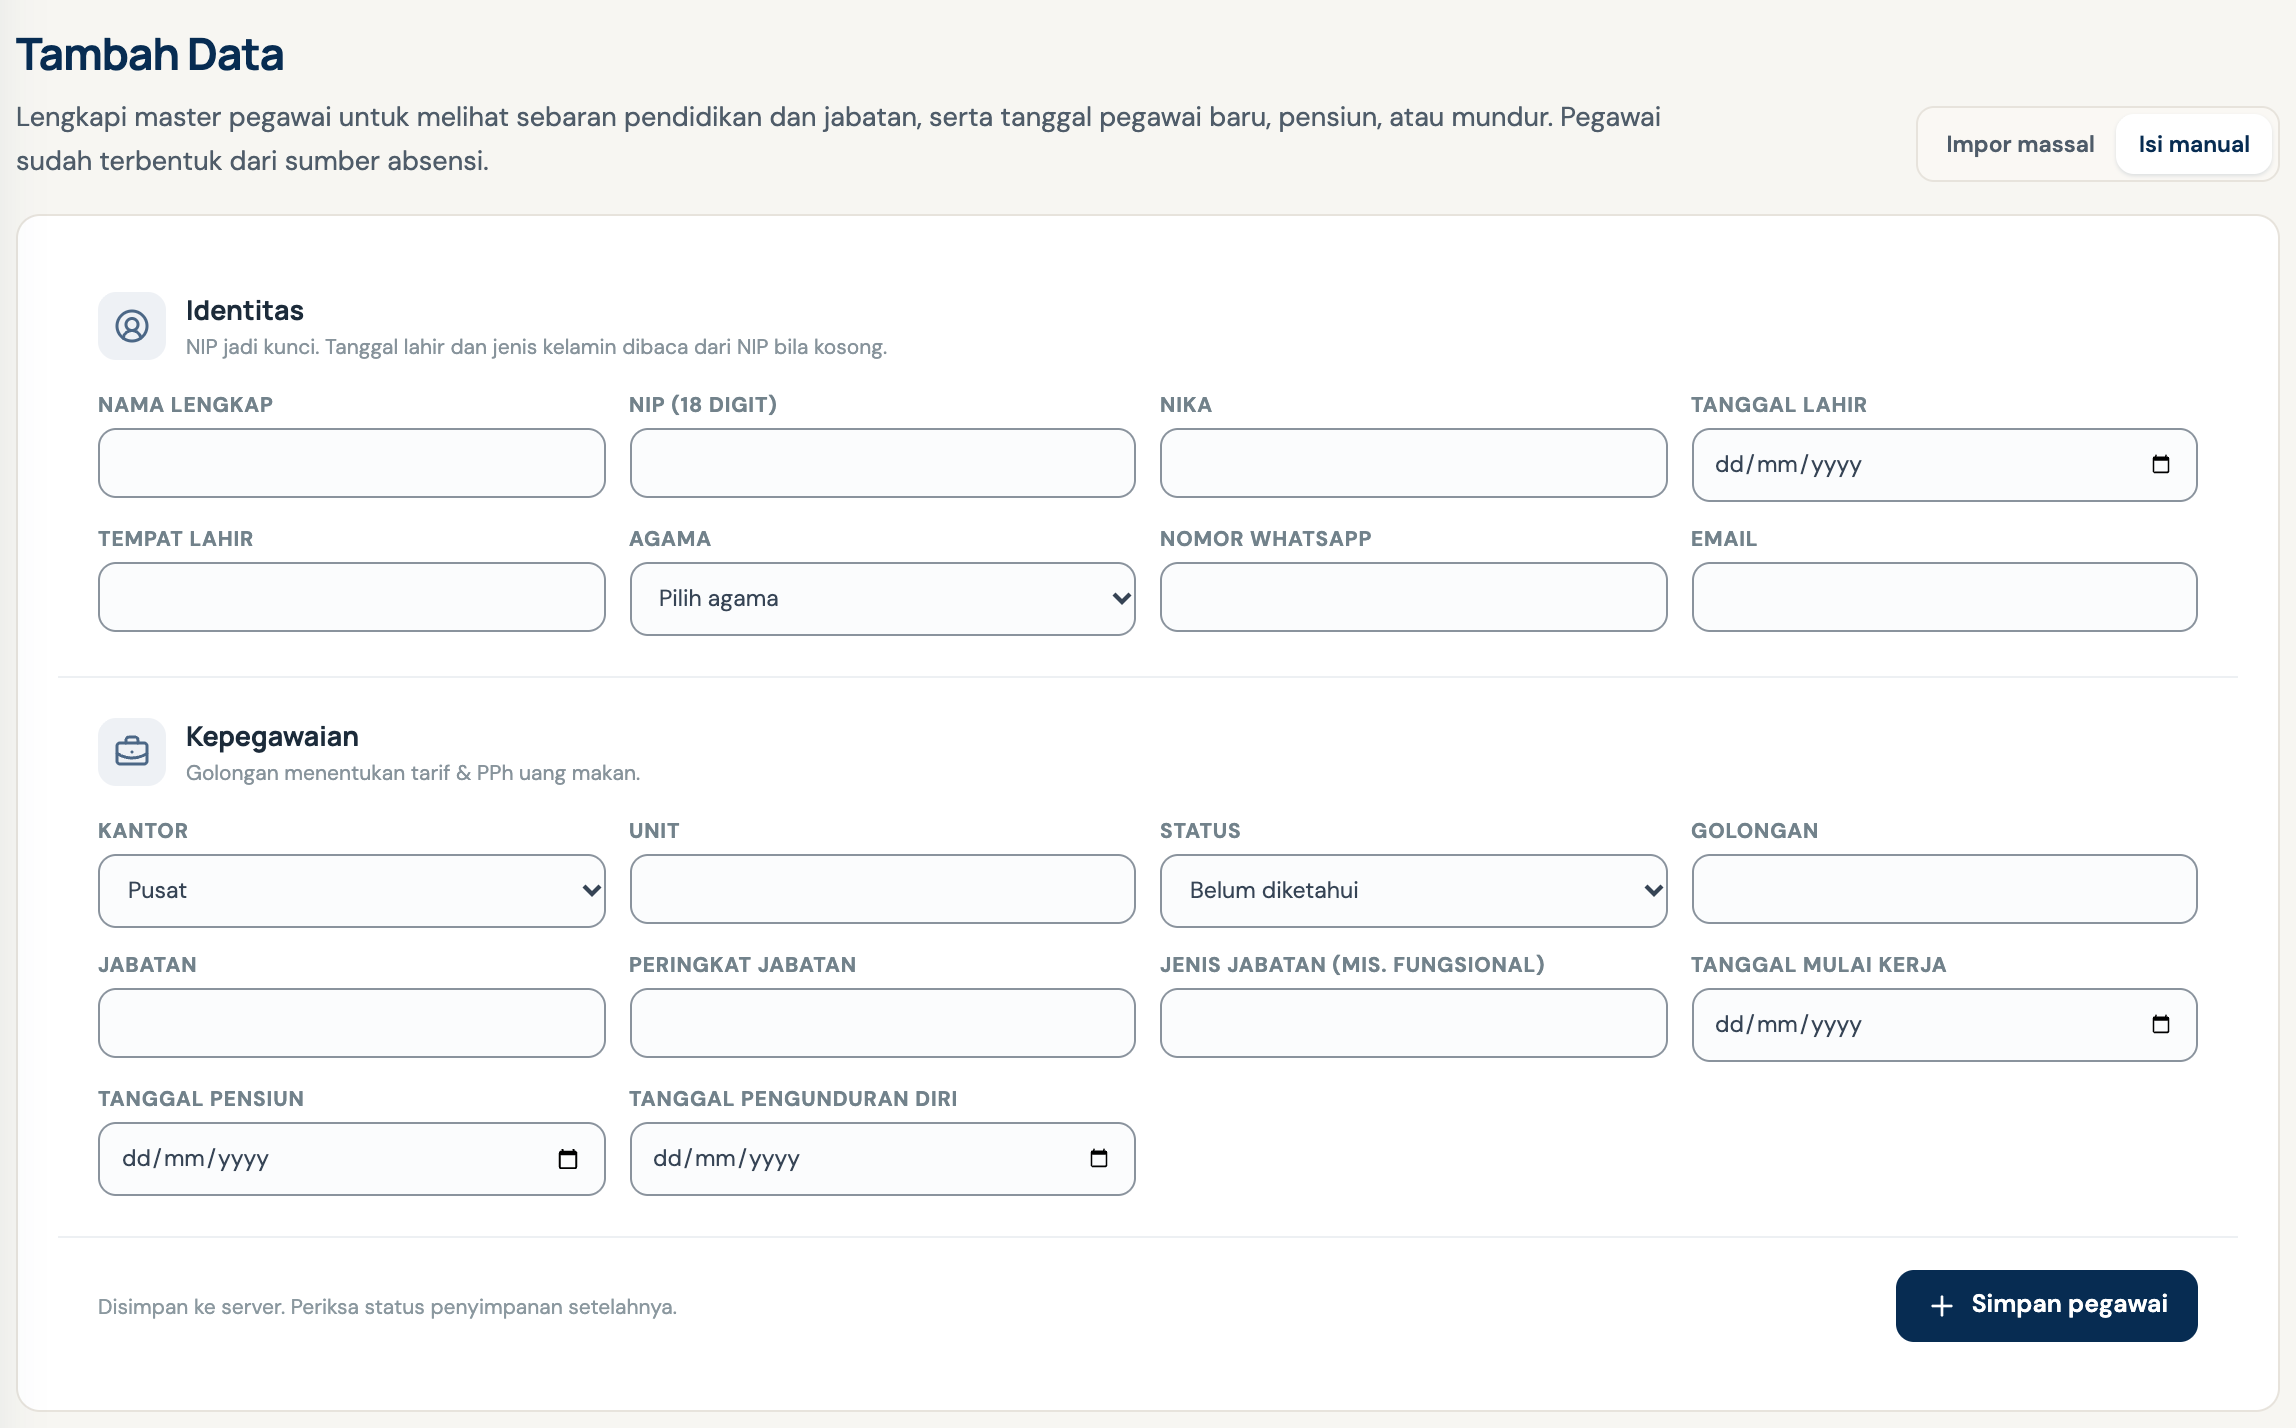 Tambah Data
Lengkapi master pegawai untuk melihat sebaran pendidikan dan jabatan, serta tanggal pegawai baru, pensiun, atau mundur. Pegawai
sudah terbentuk dari sumber absensi.
Impor massal
Isi manual
Identitas
NIP jadi kunci. Tanggal lahir dan jenis kelamin dibaca dari NIP bila kosong.
NAMA LENGKAP
NIP (18 DIGIT)
NIKA
TANGGAL LAHIR
dd/mm/yyyy
TEMPAT LAHIR
AGAMA
Pilih agama
NOMOR WHATSAPP
EMAIL
Kepegawaian
Golongan menentukan tarif & PPh uang makan.
KANTOR
Pusat
UNIT
STATUS
Belum diketahui
GOLONGAN
JABATAN
PERINGKAT JABATAN
JENIS JABATAN (MIS. FUNGSIONAL)
TANGGAL MULAI KERJA
dd/mm/yyyy
TANGGAL PENSIUN
dd/mm/yyyy
TANGGAL PENGUNDURAN DIRI
dd/mm/yyyy
Disimpan ke server. Periksa status penyimpanan setelahnya.
+ Simpan pegawai